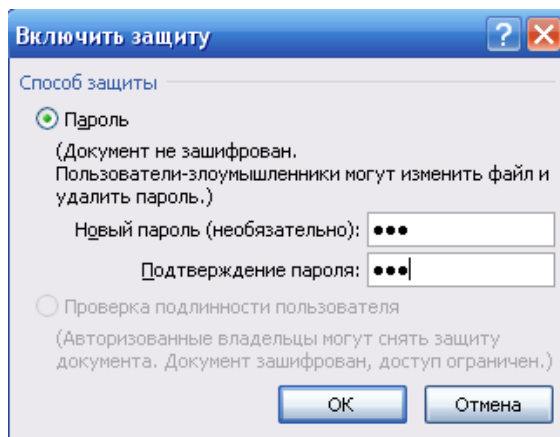 Включить защиту
Способ защиты
Пароль
(Документ не зашифрован.
Пользователи-злоумышленники могут изменить файл и
удалить пароль.)
Новый пароль (необязательно): ●●●
Подтверждение пароля: ●●●
Проверка подлинности пользователя
(Авторизованные владельцы могут снять защиту
документа. Документ зашифрован, доступ ограничен.)
ОК Отмена